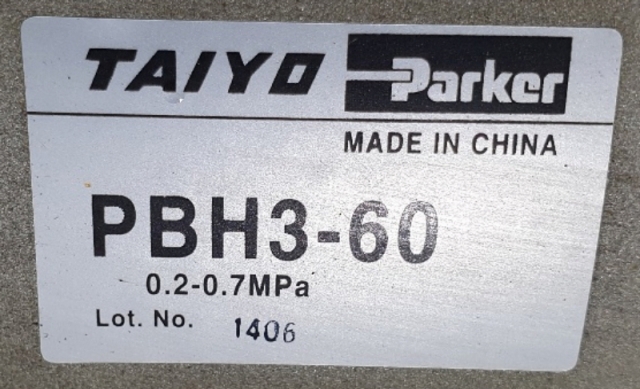 TAIYO Parker
MADE IN CHINA
PBH3-60
0.2-0.7MPa
Lot. No. 1406